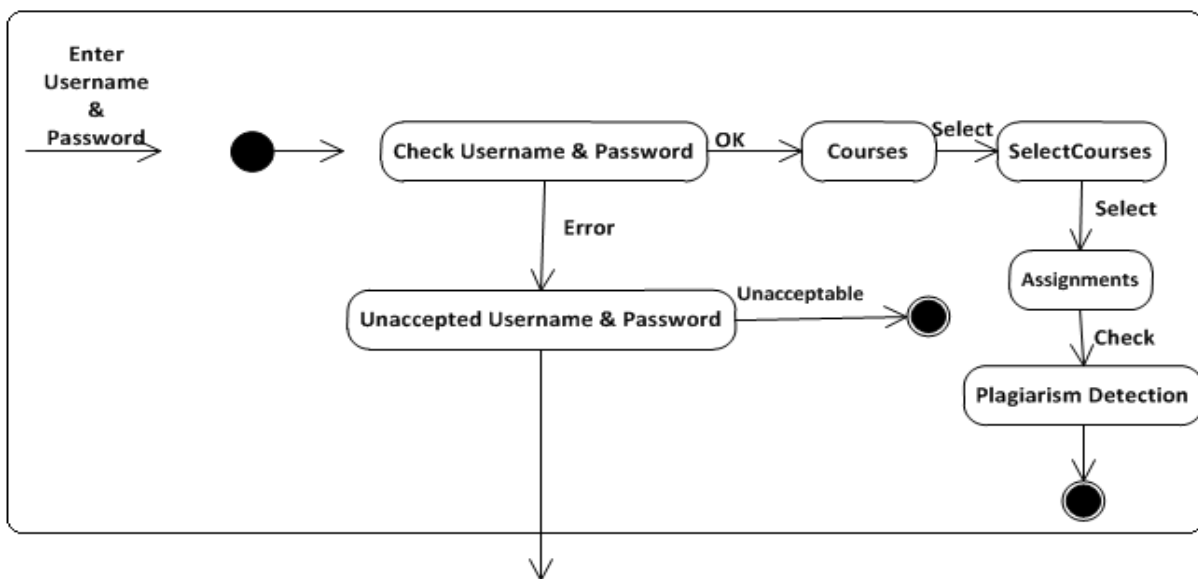 Enter
Username
&
Password
Check Username & Password
OK
Courses
Select
SelectCourses
Error
Select
Assignments
Unaccepted Username & Password
Unacceptable
Check
Plagiarism Detection